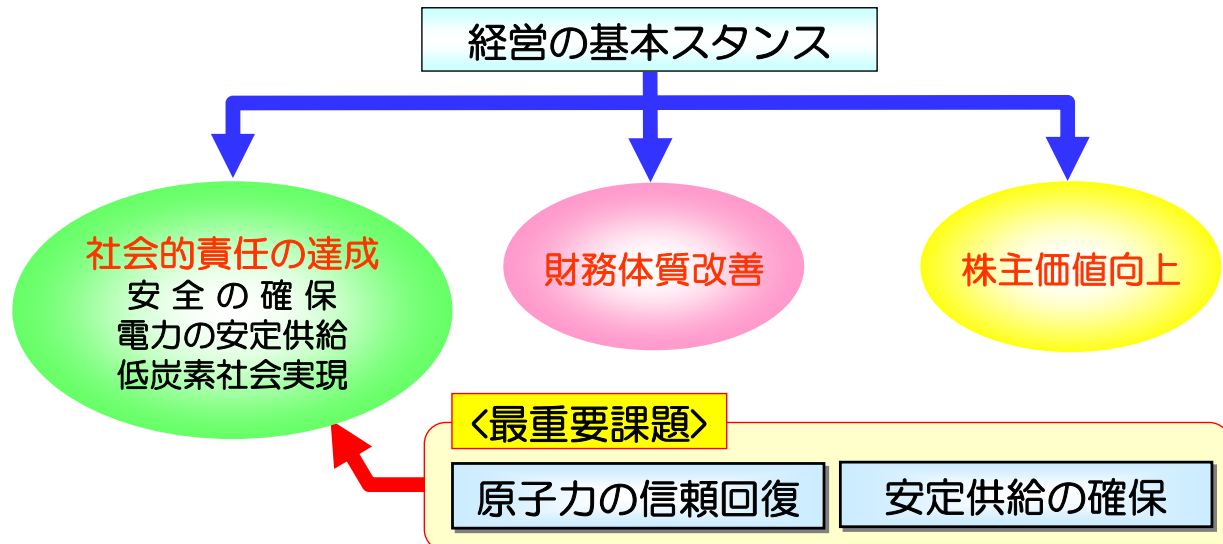 経営の基本スタンス
社会的責任の達成
安全の確保
電力の安定供給
低炭素社会実現
財務体質改善
株主価値向上
<最重要課題>
原子力の信頼回復
安定供給の確保